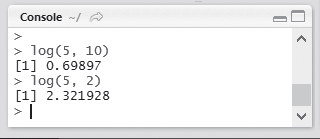 Console ~/
>
> log(5, 10)
[1] 0.69897
> log(5, 2)
[1] 2.321928
>